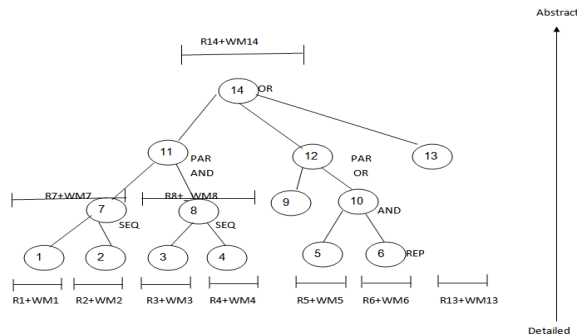 Abstract
R14+WM14
14 OR
11 PAR AND
12 PAR OR
13
R7+WM7
R8+_WM8
7 SEQ
8 SEQ
9
10 AND
1
2
3
4
5
6 REP
R1+WM1 R2+WM2 R3+WM3 R4+WM4 R5+WM5 R6+WM6 R13+WM13
Detailed